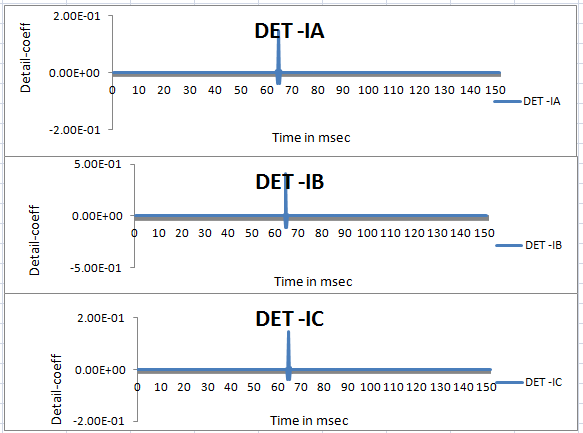 DET -IA
Detail-coeff
2.00E-01
0.00E+00
-2.00E-01
0 10 20 30 40 50 60 70 80 90 100 110 120 130 140 150
DET -IA
Time in msec
DET -IB
Detail-coeff
5.00E-01
0.00E+00
-5.00E-01
0 10 20 30 40 50 60 70 80 90 100 110 120 130 140 150
DET -IB
Time in msec
DET -IC
Detail-coeff
2.00E-01
0.00E+00
-2.00E-01
0 10 20 30 40 50 60 70 80 90 100 110 120 130 140 150
DET -IC
Time in msec